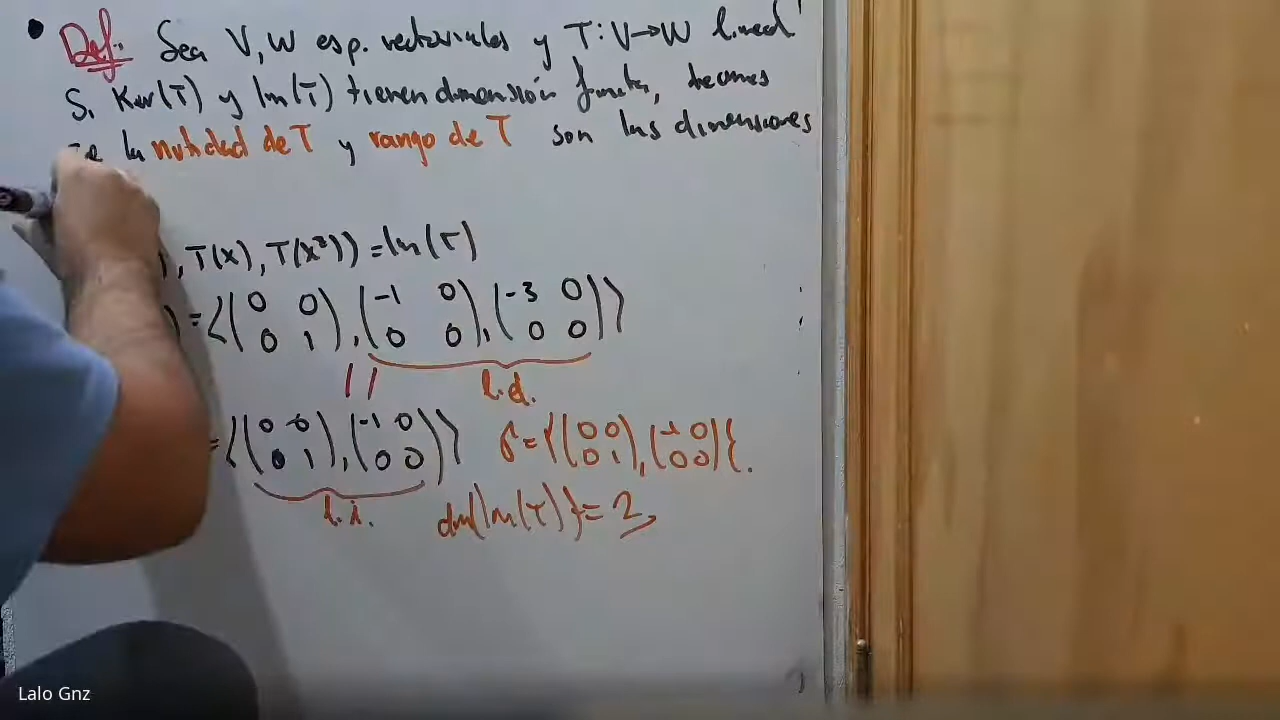 • Def: Sea V, W esp. vectoriales y T: V→W lineal
Si Ker(T) y Im(T) tienen dimensión finita, decimos
la nulidad de T y rango de T son las dimensiones
, T(x), T(x²)) = Im(T)
= ⟨(0 0 0 1), (-1 0 0 0), (-3 0 0 0)⟩
l.d.
= ⟨(0 0 0 1), (-1 0 0 0)⟩ = {(0 0 0 1), (-1 0 0 0)}.
l.i. dim(Im(T)) = 2
Lalo Gnz